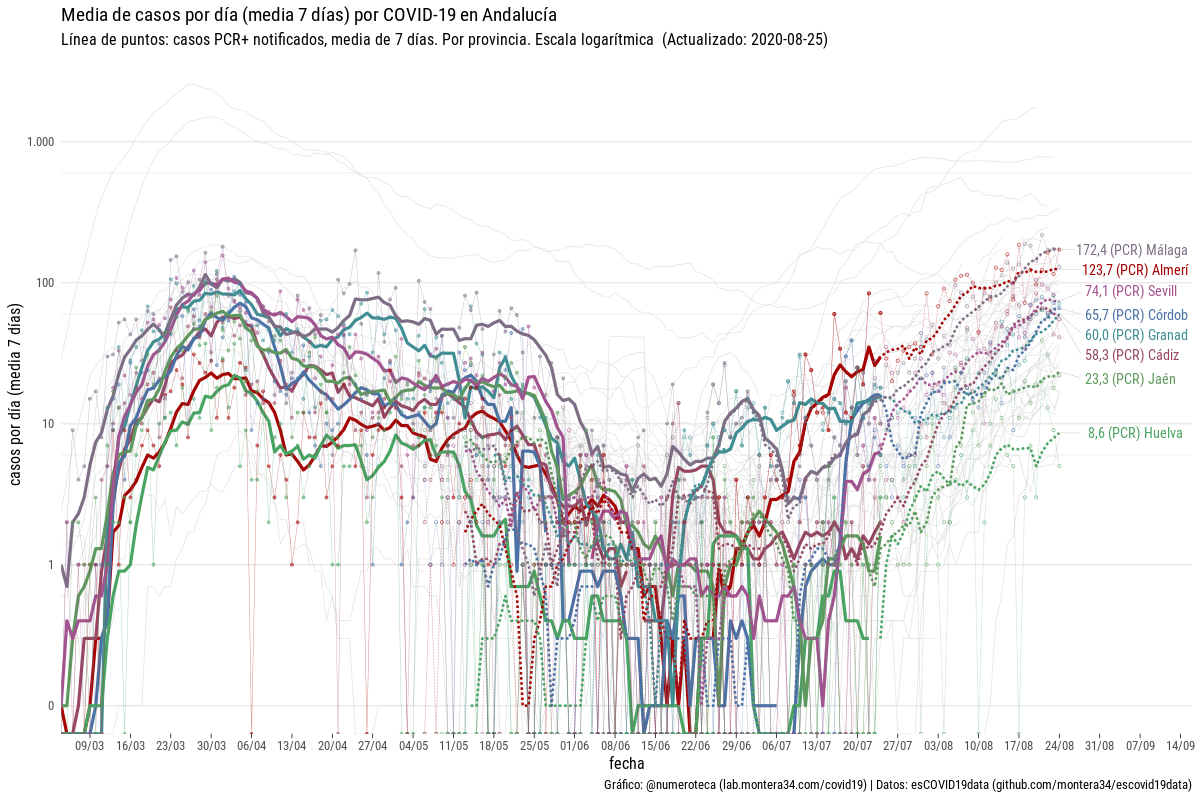 Media de casos por día (media 7 días) por COVID-19 en Andalucía
Línea de puntos: casos PCR+ notificados, media de 7 días. Por provincia. Escala logarítmica  (Actualizado: 2020-08-25)
casos por día (media 7 días)
1.000
100
10
1
0
172,4 (PCR) Málaga
123,7 (PCR) Almerí
74,1 (PCR) Sevill
65,7 (PCR) Córdob
60,0 (PCR) Granad
58,3 (PCR) Cádiz
23,3 (PCR) Jaén
8,6 (PCR) Huelva
09/03 16/03 23/03 30/03 06/04 13/04 20/04 27/04 04/05 11/05 18/05 25/05 01/06 08/06 15/06 22/06 29/06 06/07 13/07 20/07 27/07 03/08 10/08 17/08 24/08 31/08 07/09 14/09
fecha
Gráfico: @numeroteca (lab.montera34.com/covid19) | Datos: esCOVID19data (github.com/montera34/escovid19data)